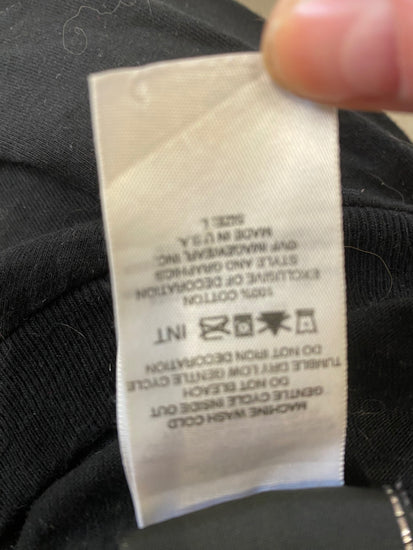 MACHINE WASH COLD
GENTLE CYCLE INSIDE OUT
DO NOT BLEACH
TUMBLE DRY LOW GENTLE CYCLE
DO NOT IRON DECORATION
INT
100% COTTON
EXCLUSIVE OF DECORATION
STYLE AND GRAPHICS
©VF IMAGEWEAR, INC.
MADE IN U.S.A.
SIZE: L